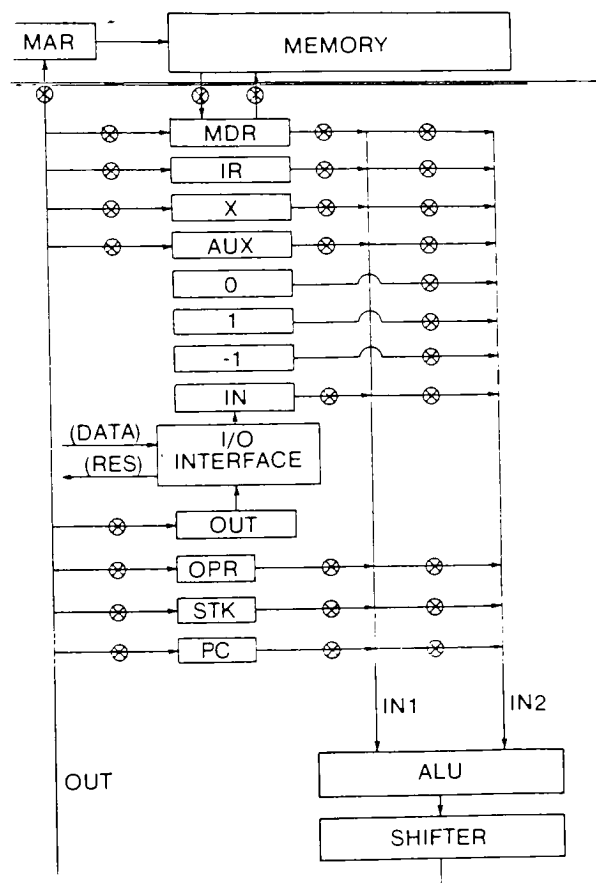 MAR
MEMORY
MDR
IR
X
AUX
0
1
-1
IN
(DATA)
I/O
INTERFACE
(RES)
OUT
OPR
STK
PC
IN1
IN2
ALU
OUT
SHIFTER